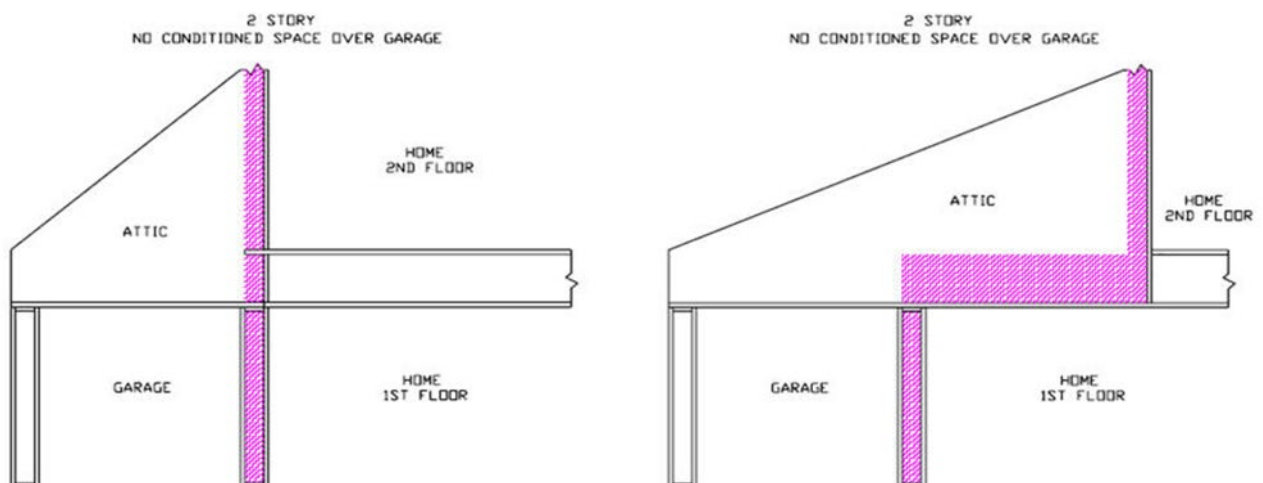 2 STORY
NO CONDITIONED SPACE OVER GARAGE
HOME
2ND FLOOR
ATTIC
GARAGE
HOME
1ST FLOOR
2 STORY
NO CONDITIONED SPACE OVER GARAGE
ATTIC
HOME
2ND FLOOR
GARAGE
HOME
1ST FLOOR